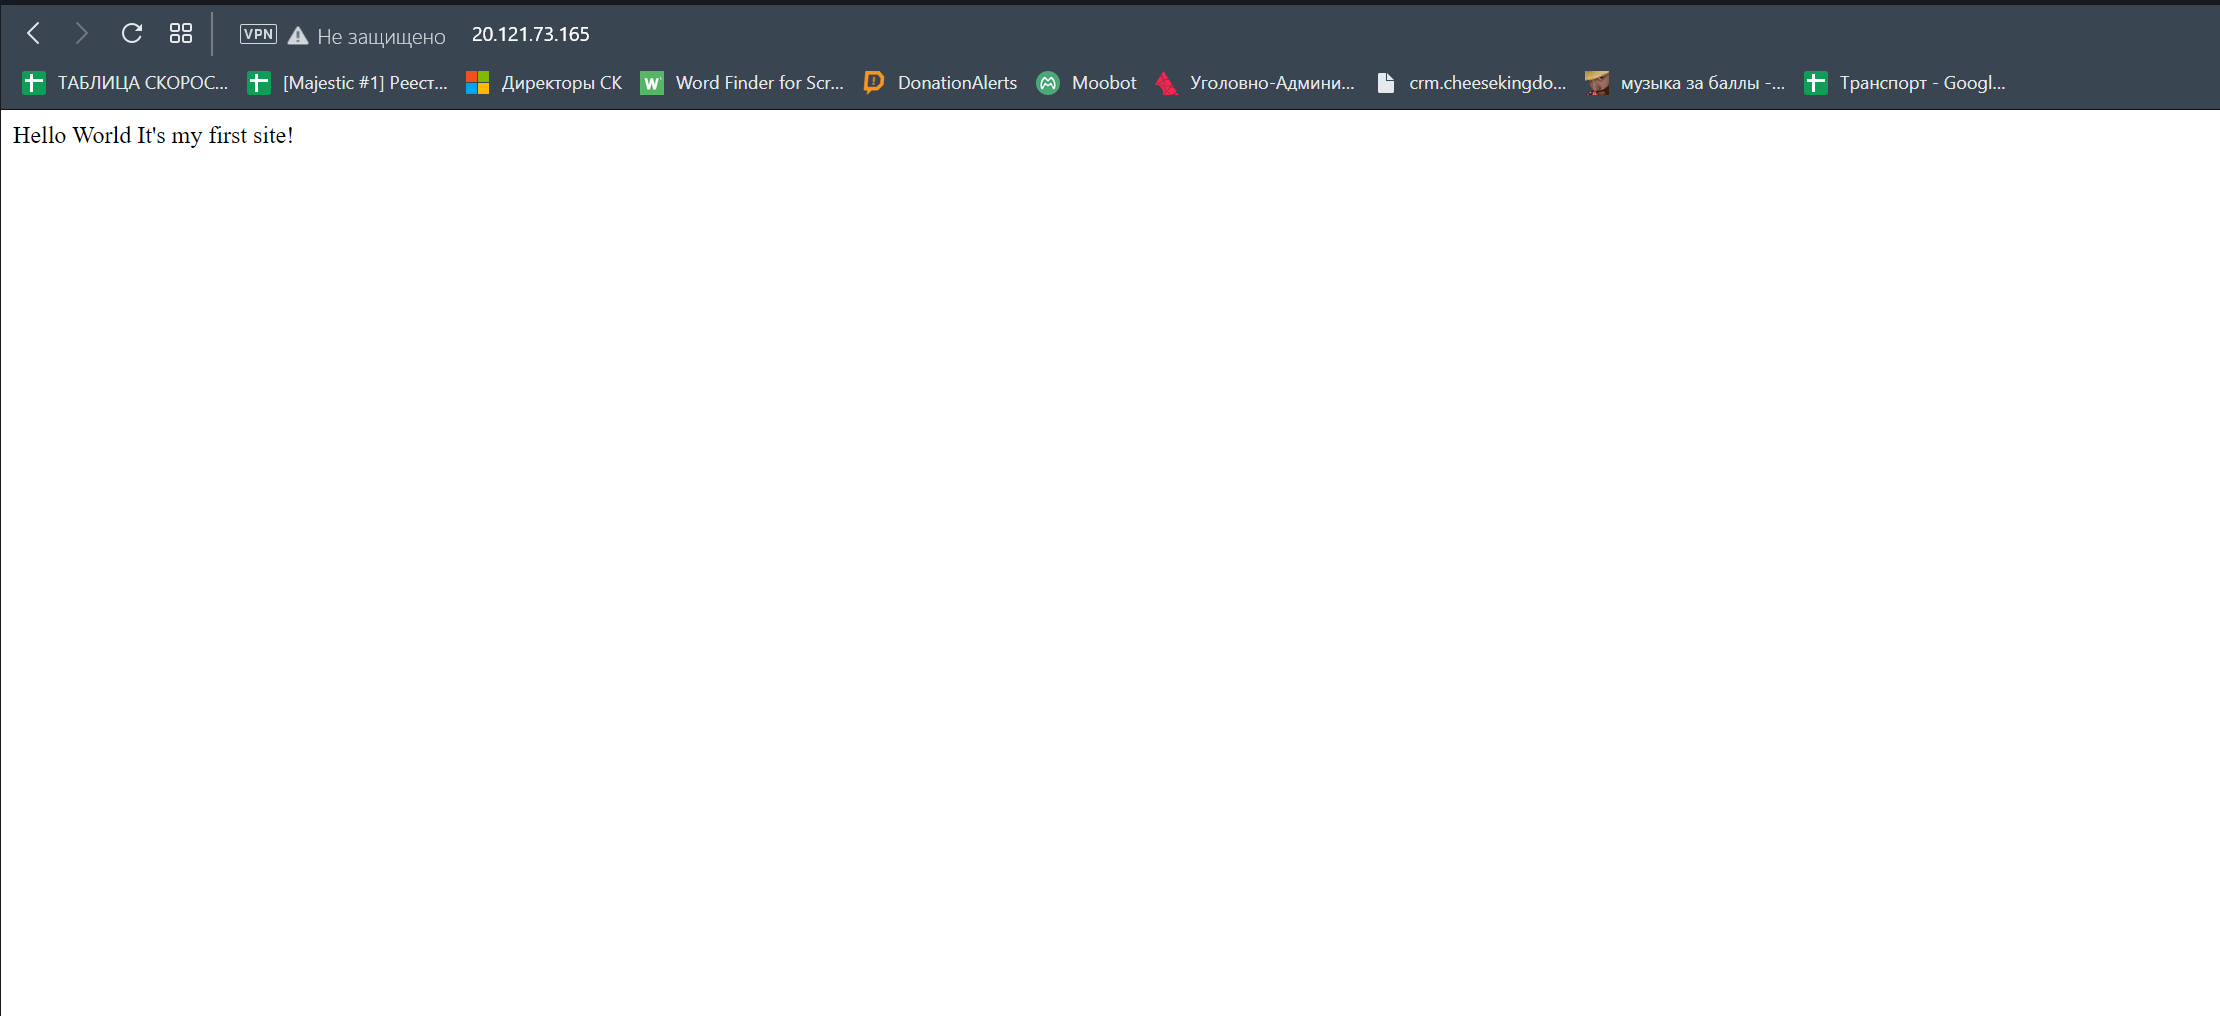 VPN Не защищено 20.121.73.165
ТАБЛИЦА СКОРОС... [Majestic #1] Реест... Директоры СК Word Finder for Scr... DonationAlerts Moobot Уголовно-Админи... crm.cheesekingdo... музыка за баллы -... Транспорт - Googl...
Hello World It's my first site!